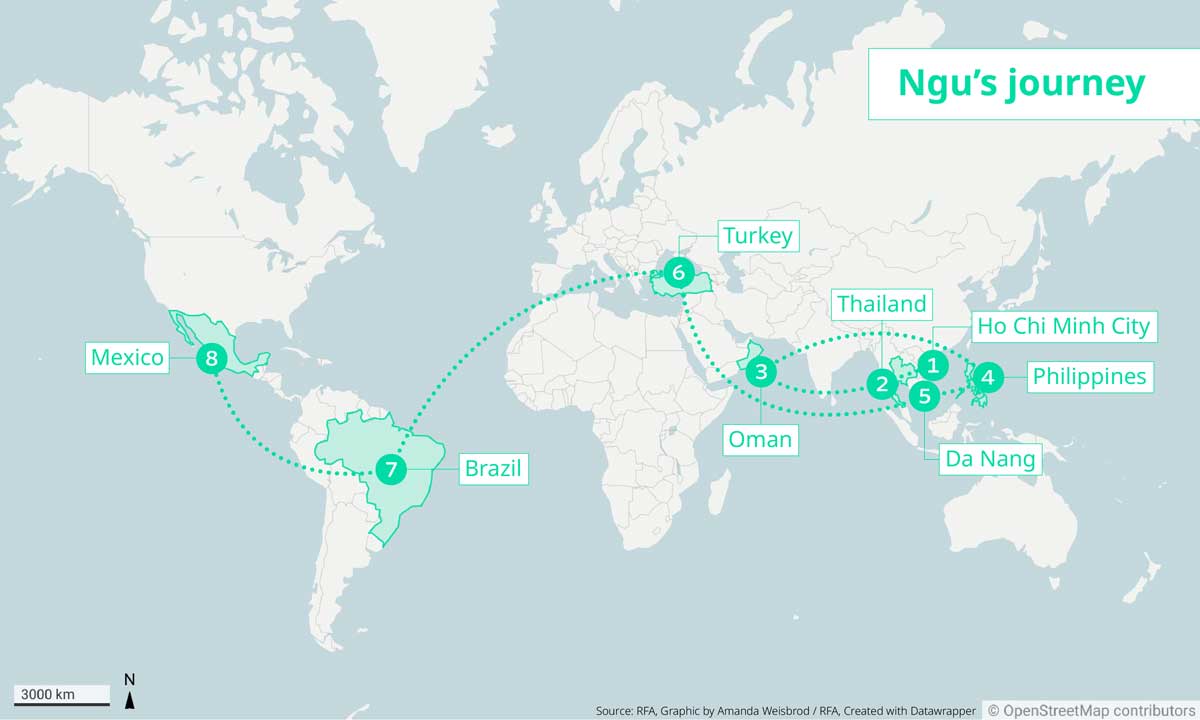 Ngu’s journey
Turkey
6
Thailand
Ho Chi Minh City
Mexico
8
3
2
1
5
4
Philippines
Oman
Da Nang
7
Brazil
3000 km
N
Source: RFA, Graphic by Amanda Weisbrod / RFA, Created with Datawrapper
© OpenStreetMap contributors